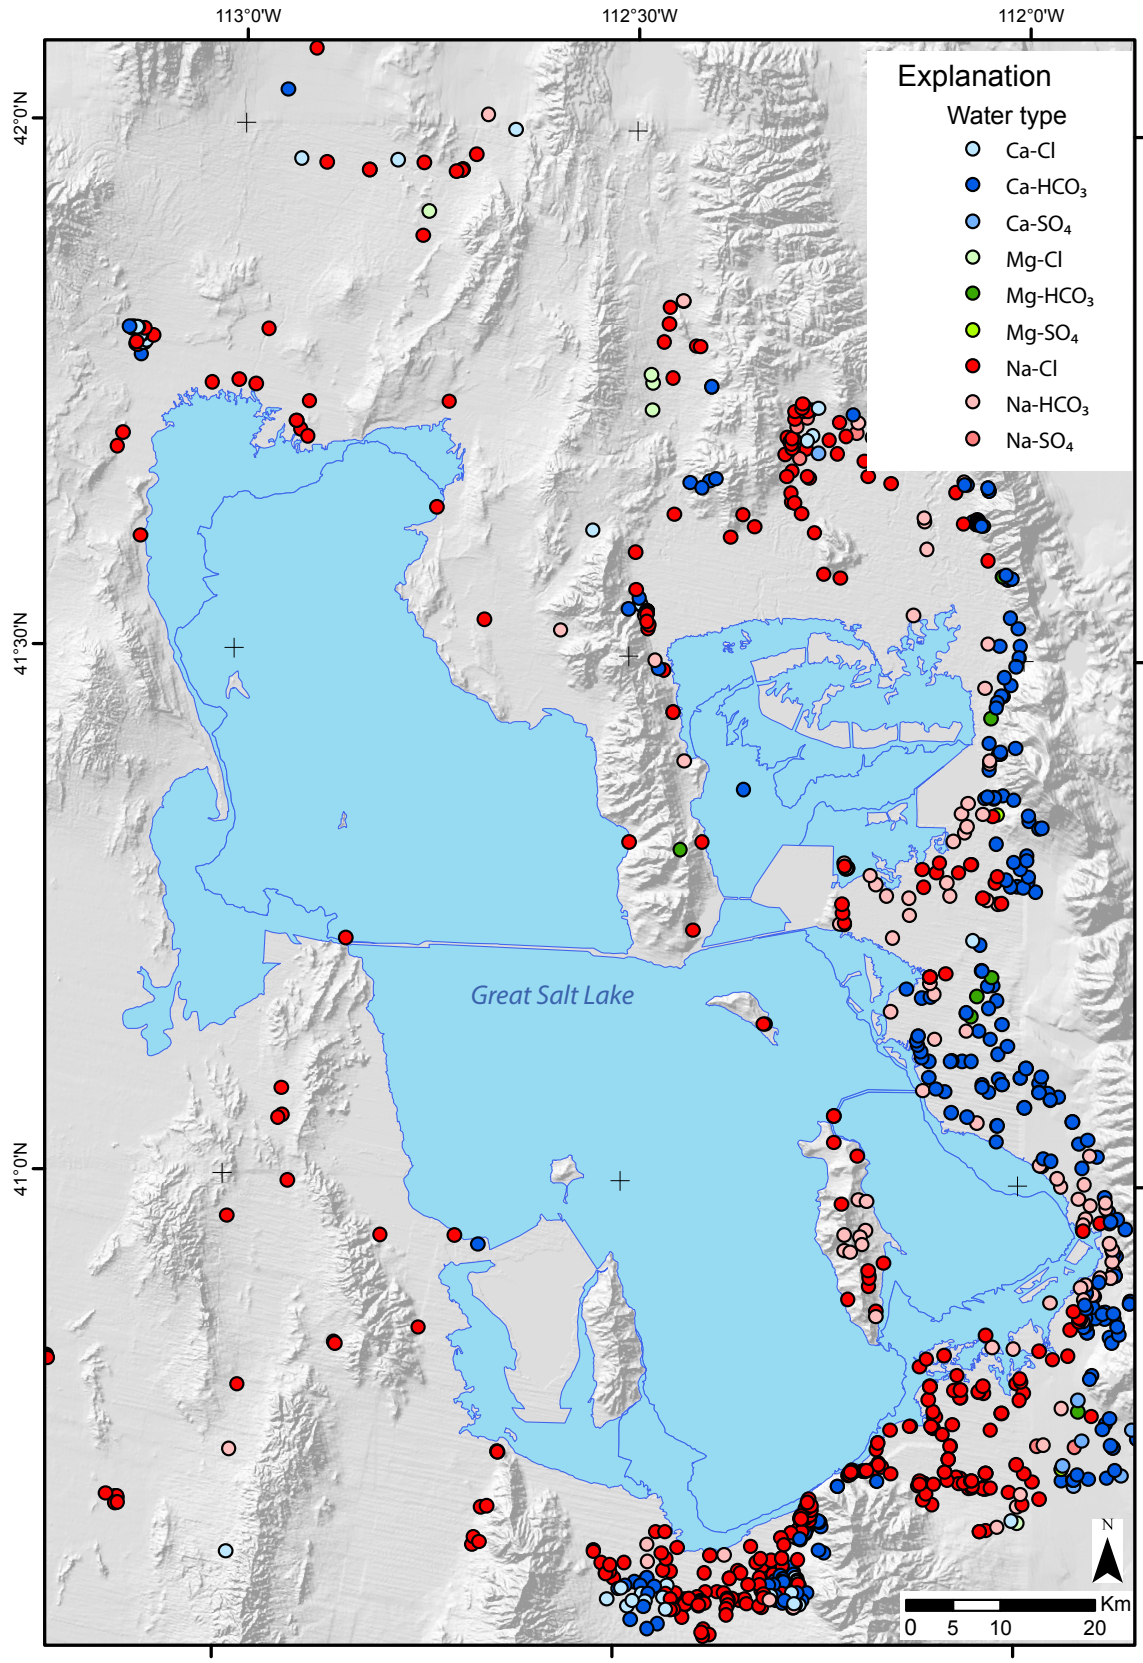 113°0'W 112°30'W 112°0'W
42°0'N
Explanation
Water type
Ca-Cl
Ca-HCO₃
Ca-SO₄
Mg-Cl
Mg-HCO₃
Mg-SO₄
Na-Cl
Na-HCO₃
Na-SO₄
41°30'N
Great Salt Lake
41°0'N
N
Km
0 5 10 20